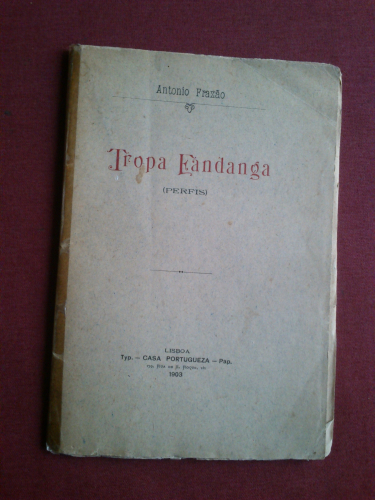 Antonio Frazão
Tropa Fandanga
(PERFIS)
LISBOA
Typ. — CASA PORTUGUEZA — Pap.
1903